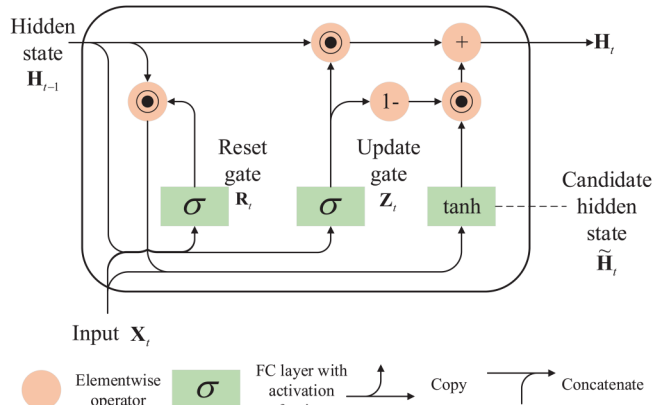 Hidden
state
H_{t−1}
H_t
+
1-
Reset
gate
R_t
Update
gate
Z_t
σ
σ
tanh
Candidate
hidden
state
H̃_t
Input X_t
Elementwise
operator
σ
FC layer with
activation
Copy
Concatenate